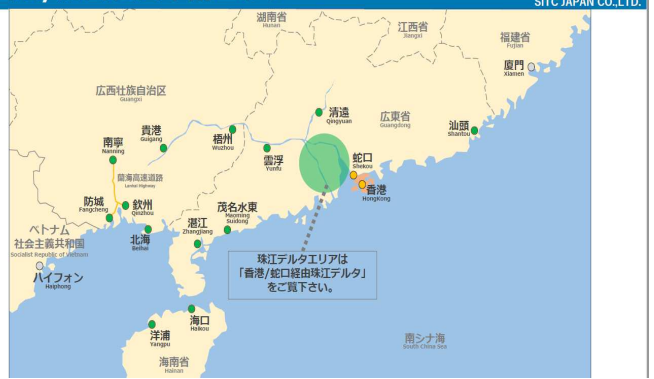 SITC JAPAN CO.,LTD.
湖南省
Hunan
江西省
Jiangxi
福建省
Fujian
廈門
Xiamen
広西壮族自治区
Guangxi
清遠
Qingyuan
広東省
Guangdong
汕頭
Shantou
貴港
Guigang
梧州
Wuzhou
南寧
Nanning
雲浮
Yunfu
蛇口
Shekou
香港
Hongkong
蘭海高速道路
Lanhai Highway
防城
Fangcheng
欽州
Qinzhou
北海
Beihai
湛江
Zhangjiang
茂名水東
Maoming
Suidong
ベトナム
社会主義共和国
Socialist Republic of Vietnam
ハイフォン
Haiphong
珠江デルタエリアは
「香港/蛇口経由珠江デルタ」
をご覧下さい。
海口
Haikou
洋浦
Yangpu
海南省
Hainan
南シナ海
South China Sea